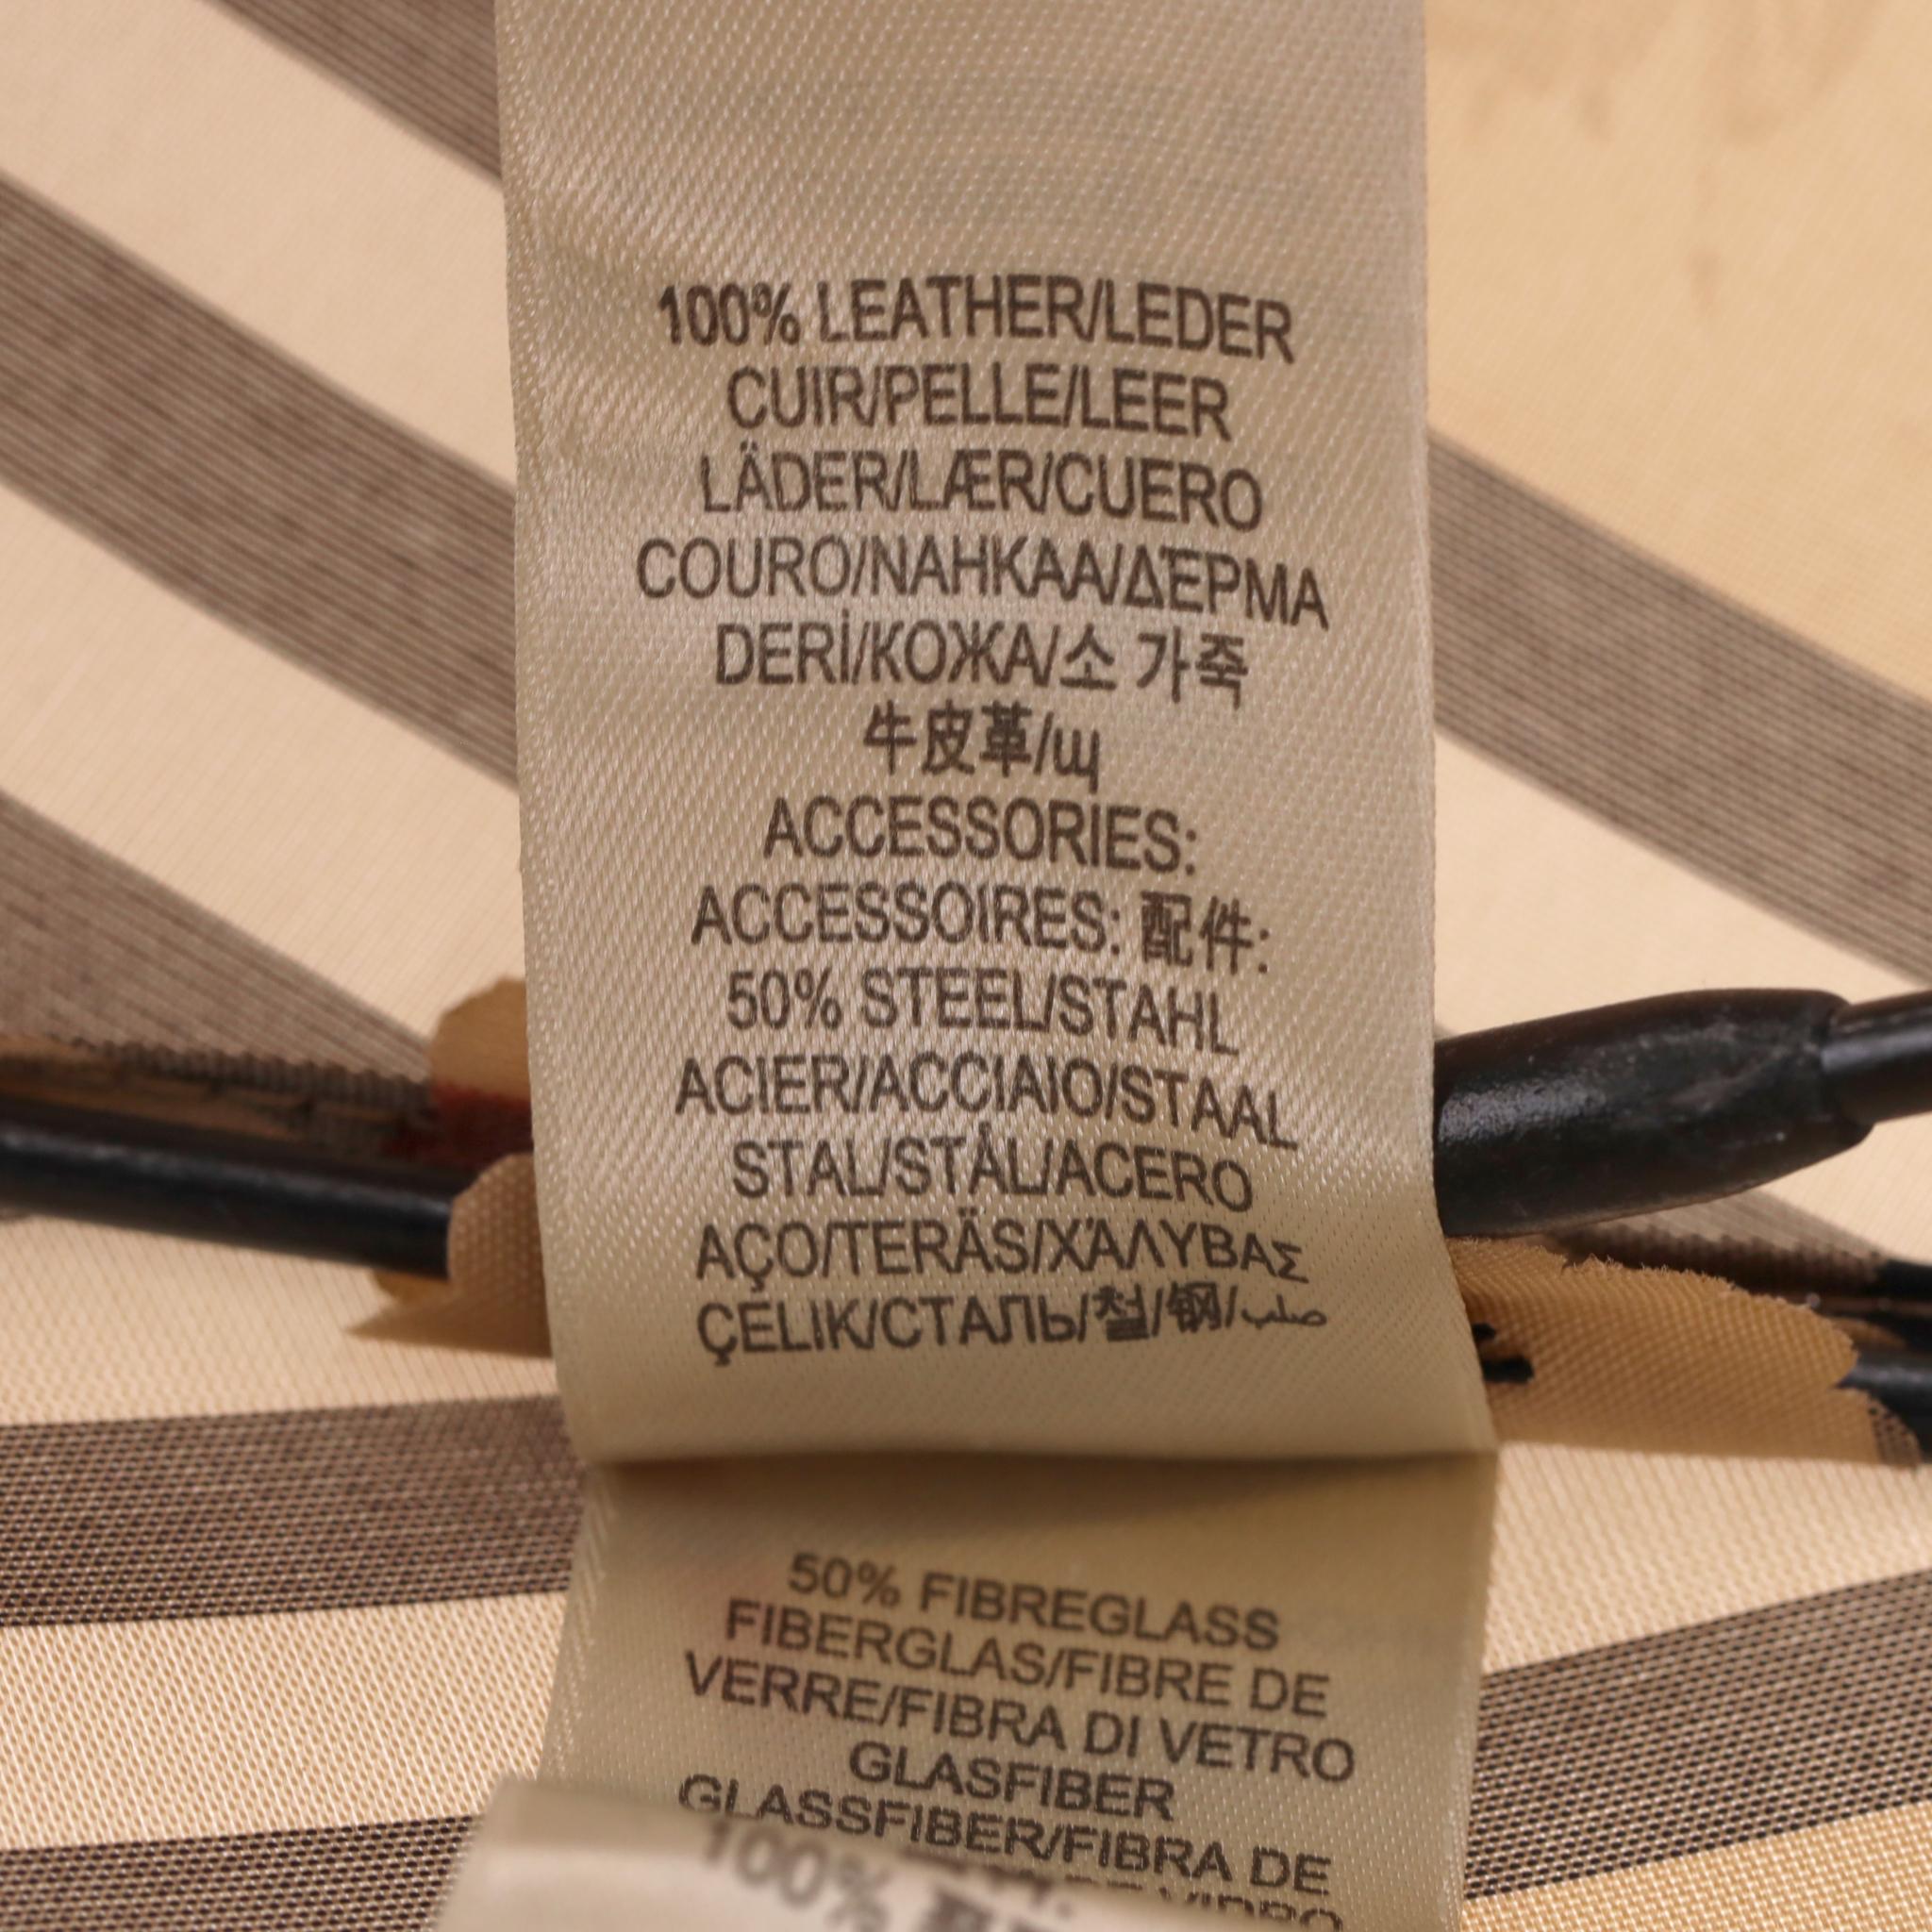 100% LEATHER/LEDER
CUIR/PELLE/LEER
LÄDER/LÆR/CUERO
COURO/NAHKAA/ΔΈΡΜΑ
DERİ/КОЖА/소 가죽
牛皮革/щ
ACCESSORIES:
ACCESSOIRES: 配件:
50% STEEL/STAHL
ACIER/ACCIAIO/STAAL
STAL/STÅL/ACERO
AÇO/TERÄS/ΧΆΛΥΒΑΣ
ÇELIK/СТАЛЬ/철/钢/صلب
50% FIBREGLASS
FIBERGLAS/FIBRE DE
VERRE/FIBRA DI VETRO
GLASFIBER
GLASSFIBER/FIBRA DE
100%